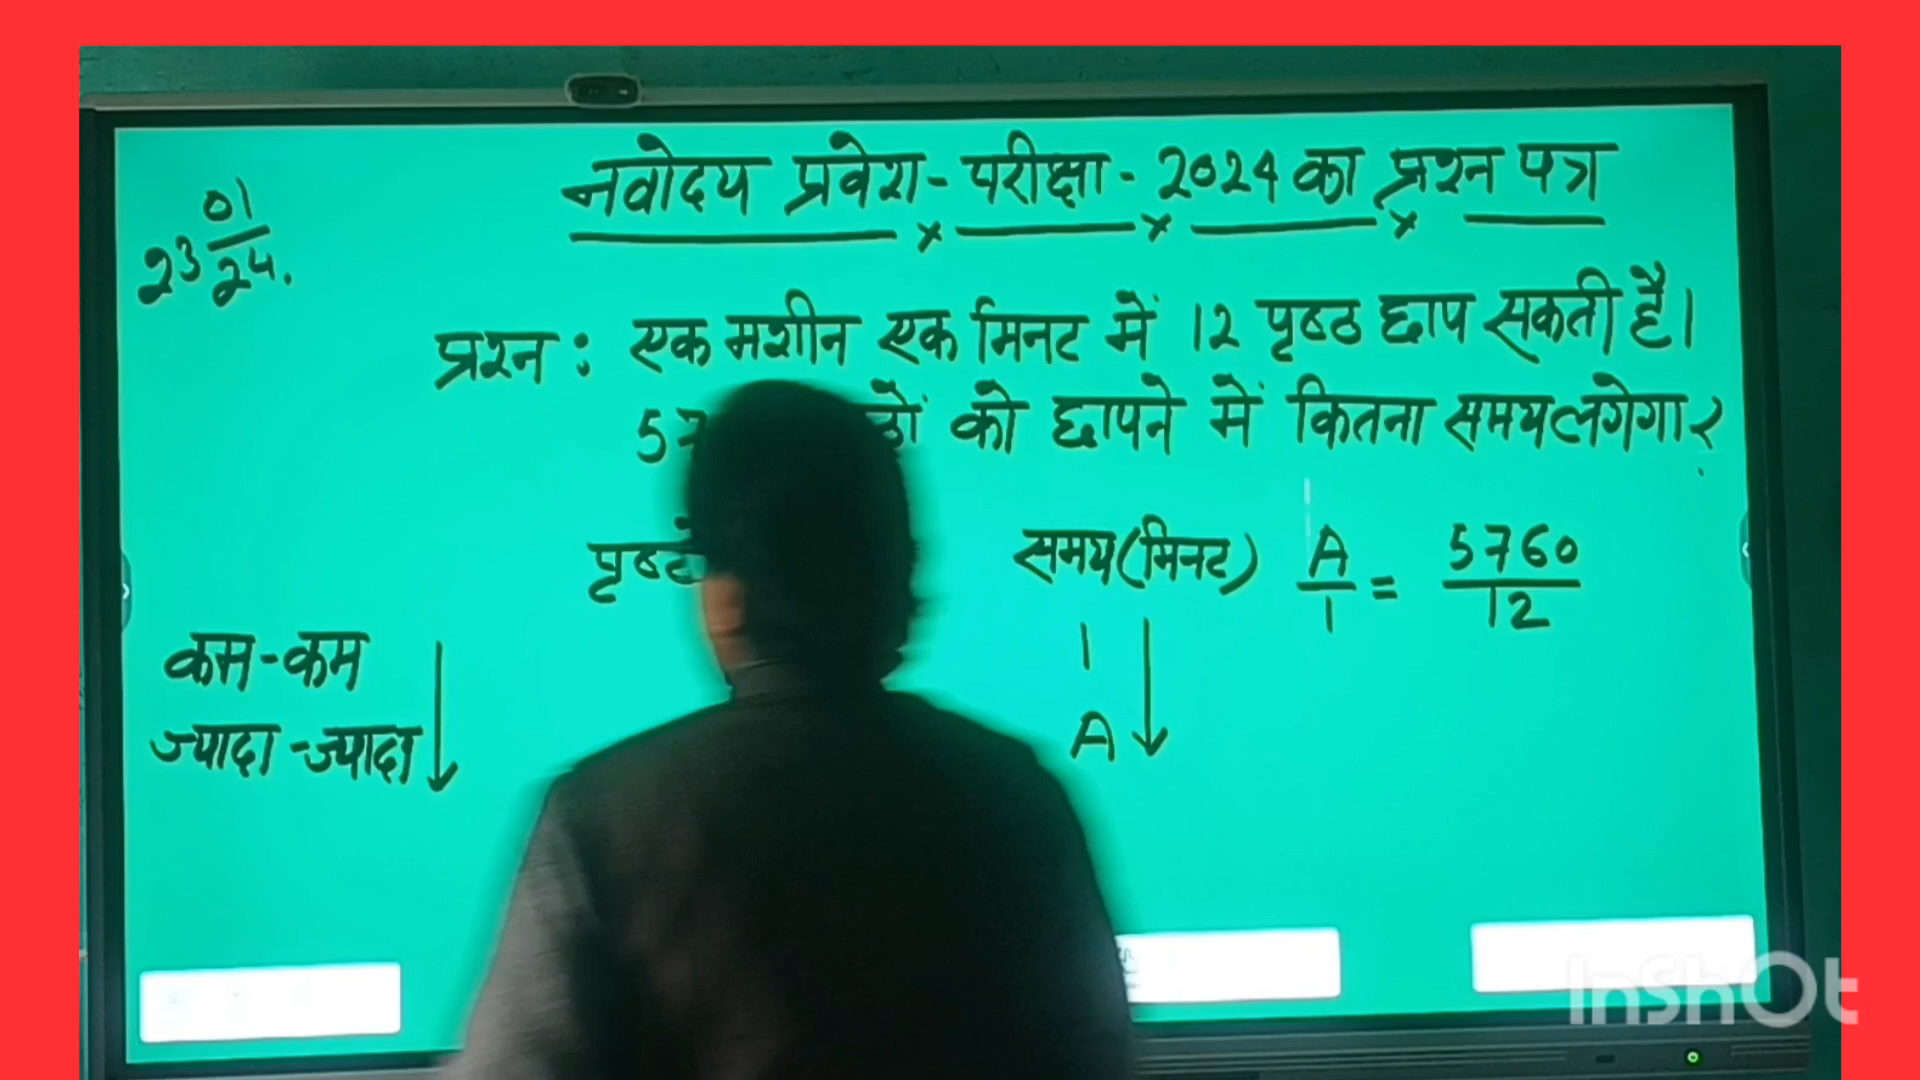 नवोदय प्रवेश-परीक्षा-2024 का प्रश्न पत्र
23 01/24.
प्रश्न : एक मशीन एक मिनट में 12 पृष्ठ छाप सकती है।
को छापने में कितना समय लगेगा?
समय (मिनट) A/1 = 5760/12
1
A
कम-कम
ज्यादा-ज्यादा
InShOt